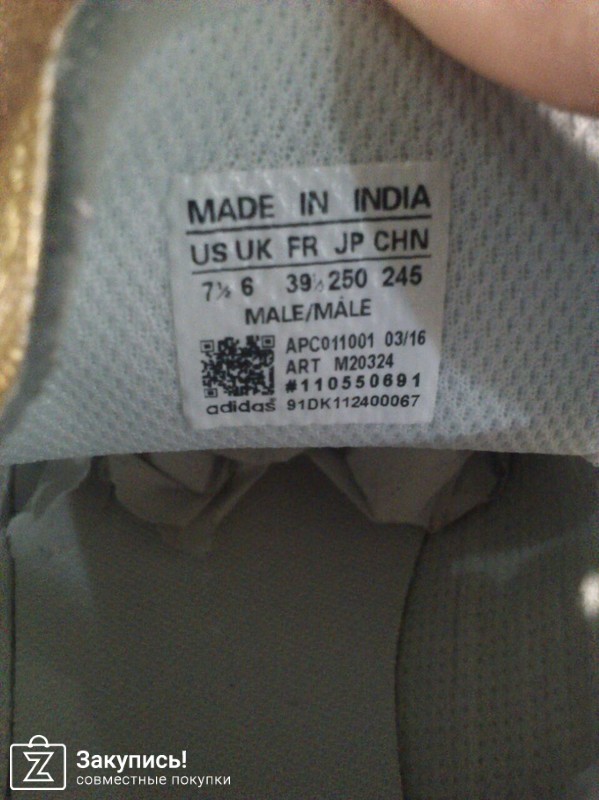 MADE IN INDIA
US UK FR JP CHN
7½ 6 39½ 250 245
MALE/MÂLE
APC011001 03/16
ART M20324
#110550691
adidas 91DK112400067
Закупись!
совместные покупки